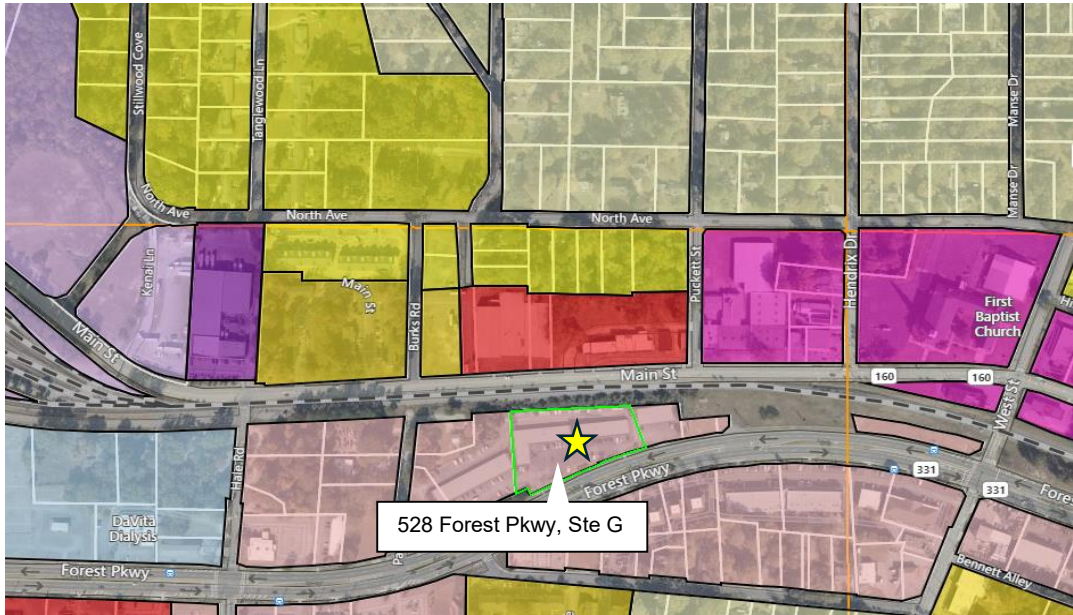 Stillwood Cove
Tanglewood Ln
Manse Dr
Manse Dr
North Ave
North Ave
North Ave
Kenai Ln
Main St
Burks Rd
Puckett St
Hendrix Dr
First
Baptist
Church
Main St
Main St
160
160
West St
Hale Rd
Forest Pkwy
331
331
528 Forest Pkwy, Ste G
DaVita
Dialysis
Forest Pkwy
Bennett Alley